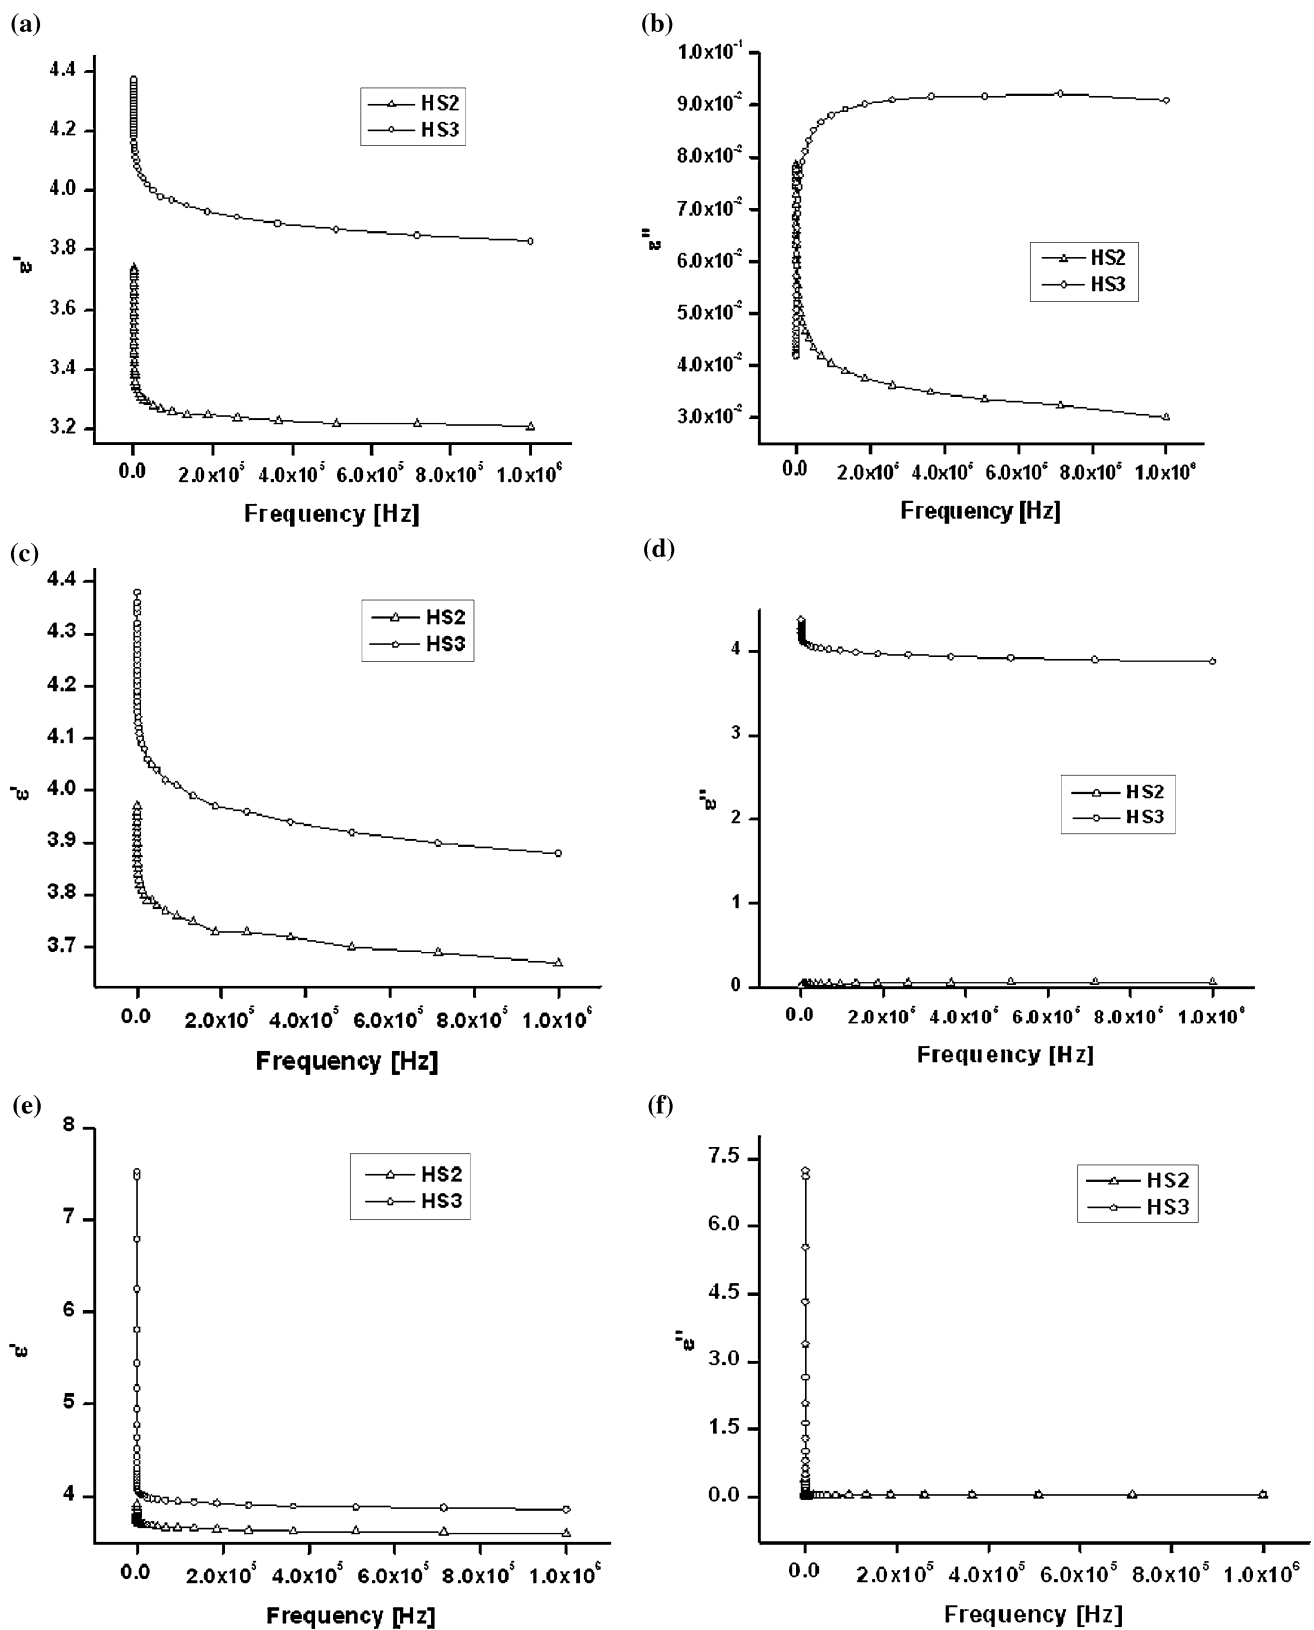 (a)
4.4
4.2
4.0
3.8
3.6
3.4
3.2
ε'
HS2
HS3
0.0 2.0x10⁵ 4.0x10⁵ 6.0x10⁵ 8.0x10⁵ 1.0x10⁶
Frequency [Hz]
(b)
1.0x10⁻¹
9.0x10⁻²
8.0x10⁻²
7.0x10⁻²
6.0x10⁻²
5.0x10⁻²
4.0x10⁻²
3.0x10⁻²
ε"
HS2
HS3
0.0 2.0x10⁵ 4.0x10⁵ 6.0x10⁵ 8.0x10⁵ 1.0x10⁶
Frequency [Hz]
(c)
4.4
4.3
4.2
4.1
4.0
3.9
3.8
3.7
ε'
HS2
HS3
0.0 2.0x10⁵ 4.0x10⁵ 6.0x10⁵ 8.0x10⁵ 1.0x10⁶
Frequency [Hz]
(d)
4
3
2
1
0
ε"
HS2
HS3
0.0 2.0x10⁵ 4.0x10⁵ 6.0x10⁵ 8.0x10⁵ 1.0x10⁶
Frequency [Hz]
(e)
8
7
6
5
4
ε'
HS2
HS3
0.0 2.0x10⁵ 4.0x10⁵ 6.0x10⁵ 8.0x10⁵ 1.0x10⁶
Frequency [Hz]
(f)
7.5
6.0
4.5
3.0
1.5
0.0
ε"
HS2
HS3
0.0 2.0x10⁵ 4.0x10⁵ 6.0x10⁵ 8.0x10⁵ 1.0x10⁶
Frequency [Hz]